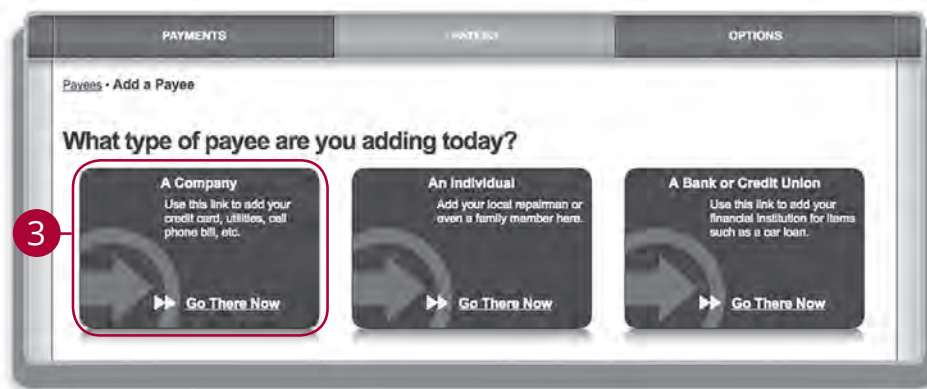 PAYMENTS
OPTIONS
Payees · Add a Payee
What type of payee are you adding today?
A Company
Use this link to add your
credit card, utilities, cell
phone bill, etc.
Go There Now
An Individual
Add your local repairman or
even a family member here.
Go There Now
A Bank or Credit Union
Use this link to add your
financial institution for items
such as a car loan.
Go There Now
3